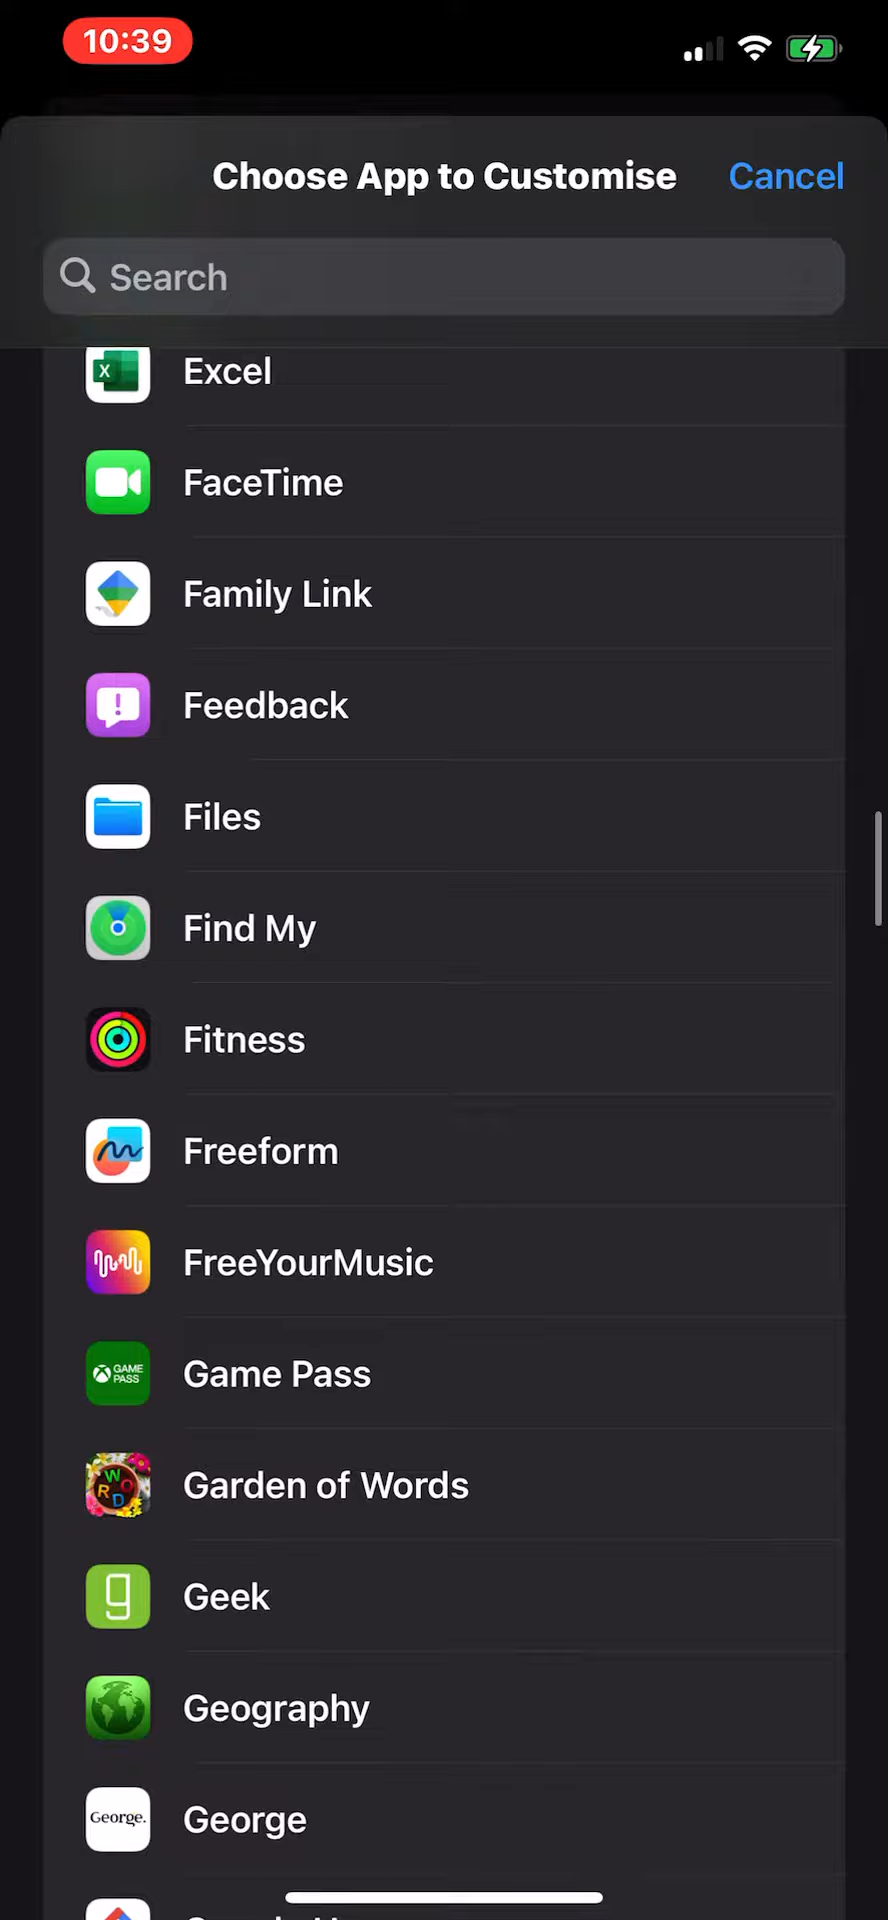 10:39
Choose App to Customise
Cancel
Search
X
Excel
FaceTime
Family Link
!
Feedback
Files
Find My
Fitness
Freeform
FreeYourMusic
GAME
PASS
Game Pass
W
O
R
D
Garden of Words
g
Geek
Geography
George.
George